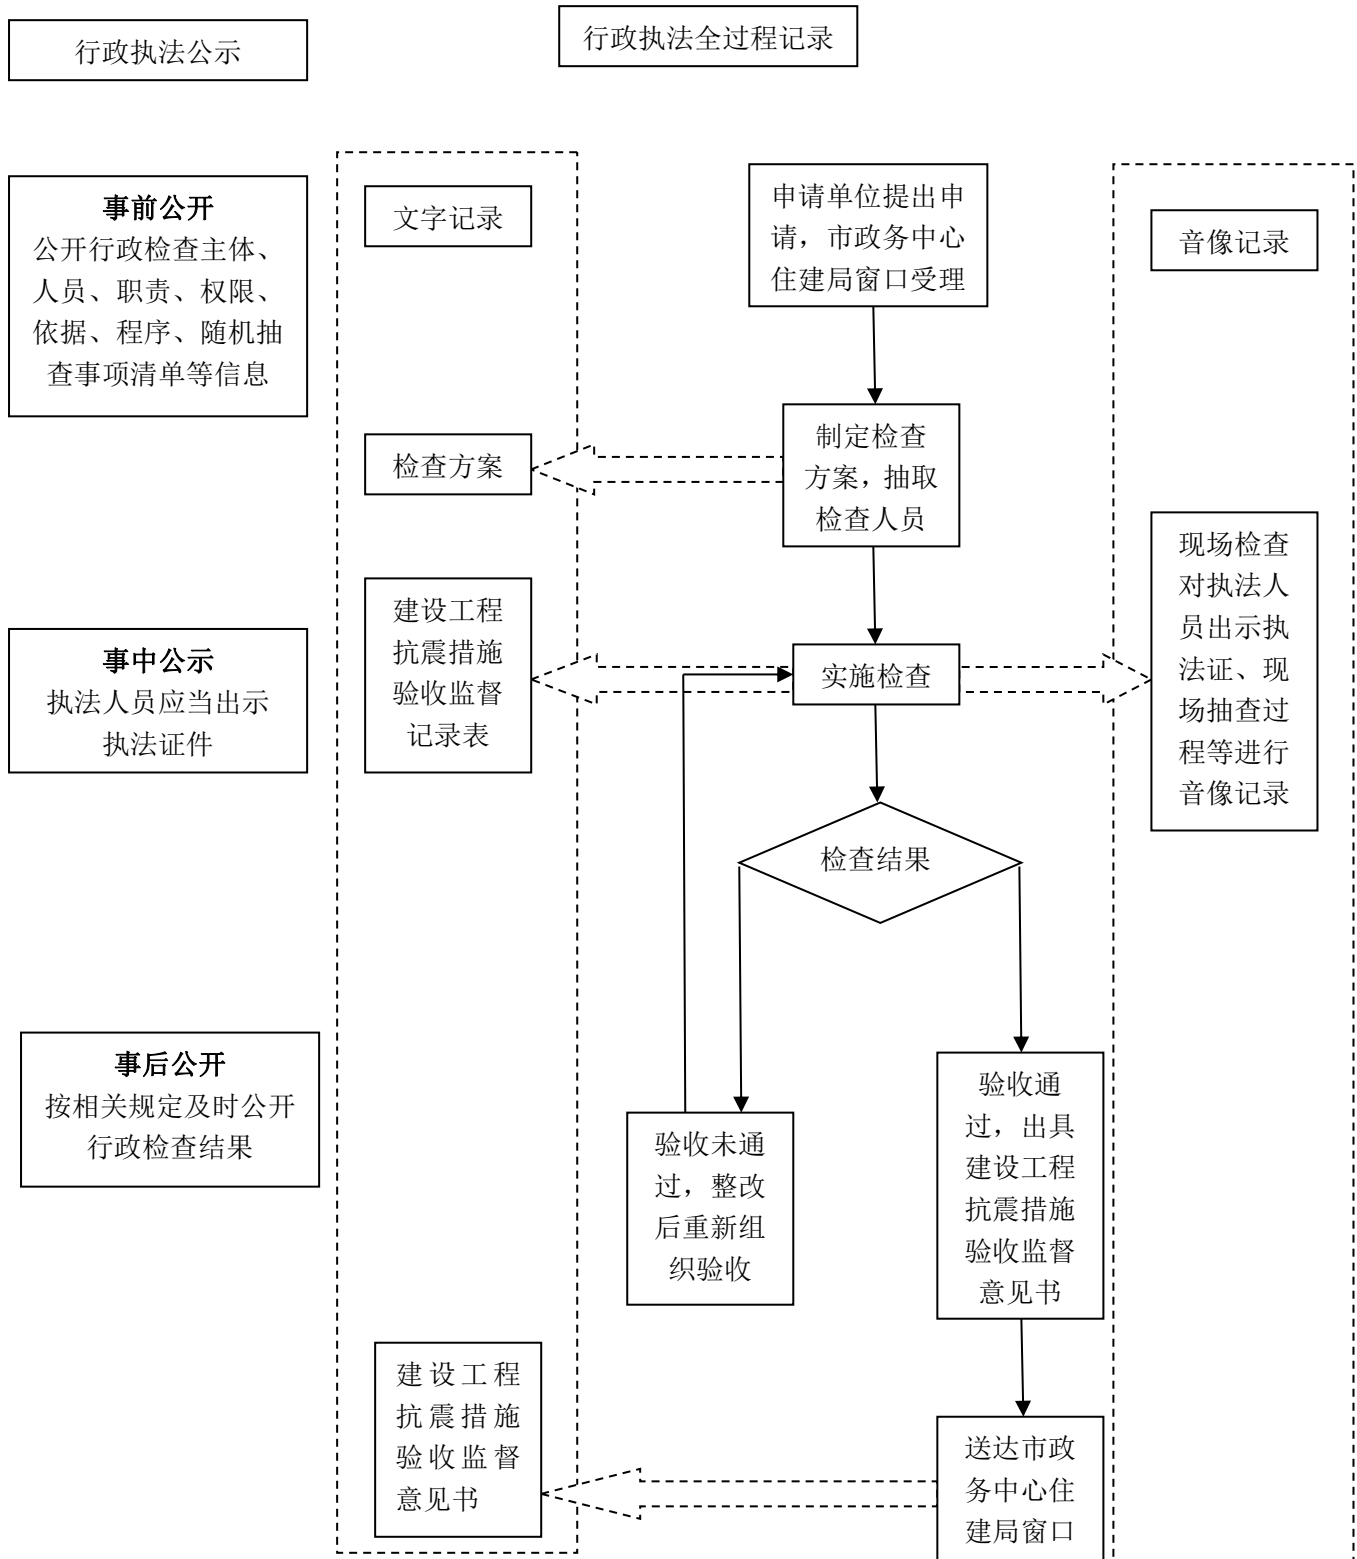 行政执法公示
行政执法全过程记录
事前公开
公开行政检查主体、
人员、职责、权限、
依据、程序、随机抽
查事项清单等信息
文字记录
申请单位提出申
请，市政务中心
住建局窗口受理
音像记录
检查方案
制定检查
方案，抽取
检查人员
现场检查
对执法人
员出示执
法证、现
场抽查过
程等进行
音像记录
建设工程
抗震措施
验收监督
记录表
事中公示
执法人员应当出示
执法证件
实施检查
检查结果
事后公开
按相关规定及时公开
行政检查结果
验收未通
过，整改
后重新组
织验收
验收通
过，出具
建设工程
抗震措施
验收监督
意见书
建设工程
抗震措施
验收监督
意见书
送达市政
务中心住
建局窗口